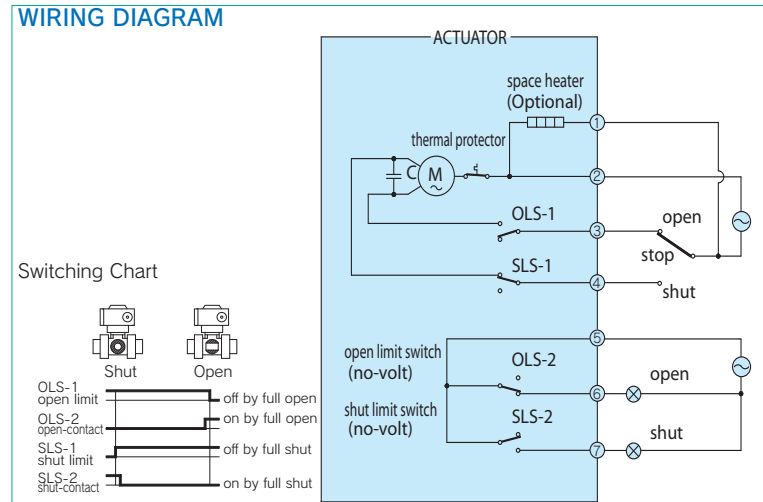 WIRING DIAGRAM
ACTUATOR
space heater
(Optional)
1
thermal protector
C
M
2
OLS-1
3
open
stop
SLS-1
4
shut
5
open limit switch
(no-volt)
OLS-2
6
open
shut limit switch
(no-volt)
SLS-2
7
shut
Switching Chart
Shut
Open
OLS-1
open limit
off by full open
OLS-2
open-contact
on by full open
SLS-1
shut limit
off by full shut
SLS-2
shut-contact
on by full shut